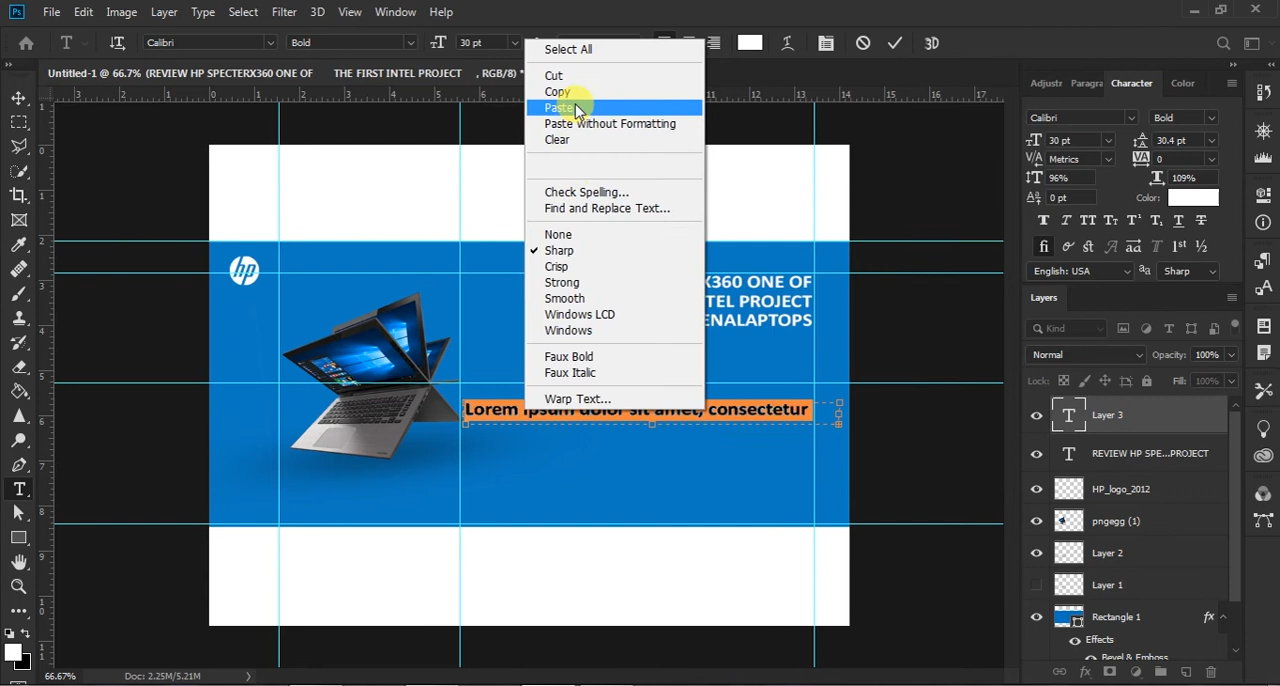 File Edit Image Layer Type Select Filter 3D View Window Help
Calibri Bold 30 pt
Untitled-1 @ 66.7% (REVIEW HP SPECTERX360 ONE OF THE FIRST INTEL PROJECT , RGB/8) *
Select All
Cut
Copy
Paste
Paste Without Formatting
Clear
Check Spelling...
Find and Replace Text...
None
Sharp
Crisp
Strong
Smooth
Windows LCD
Windows
Faux Bold
Faux Italic
Warp Text...
hp
X360 ONE OF
TEL PROJECT
ENALAPTOPS
Lorem ipsum dolor sit amet, consectetur
Adjustr Paragra Character Color
Calibri Bold
30 pt 30.4 pt
Metrics 0
96% 109%
0 pt Color:
English: USA Sharp
Layers
Kind
Normal Opacity: 100%
Lock: Fill: 100%
Layer 3
REVIEW HP SPE...PROJECT
HP_logo_2012
pngegg (1)
Layer 2
Layer 1
Rectangle 1 fx
Effects
Bevel & Emboss
66.67% Doc: 2.25M/5.21M